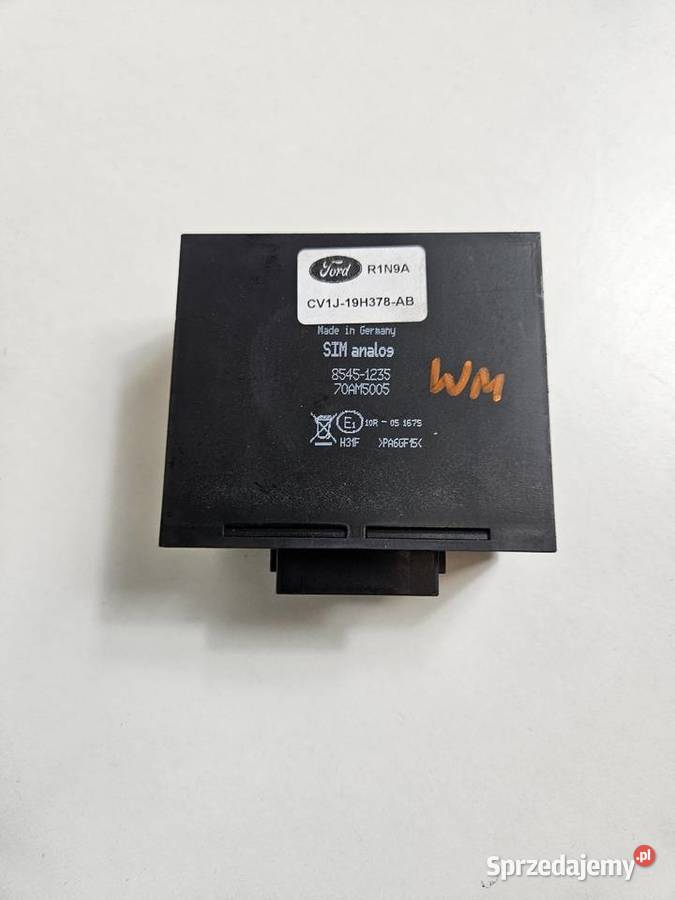 Ford R1N9A
CV1J-19H378-AB
Made in Germany
SIM analog
8545-1235
70AM5005
E1 10R - 05 1675
H31F >PA6GF15<
WM
Sprzedajemy.pl